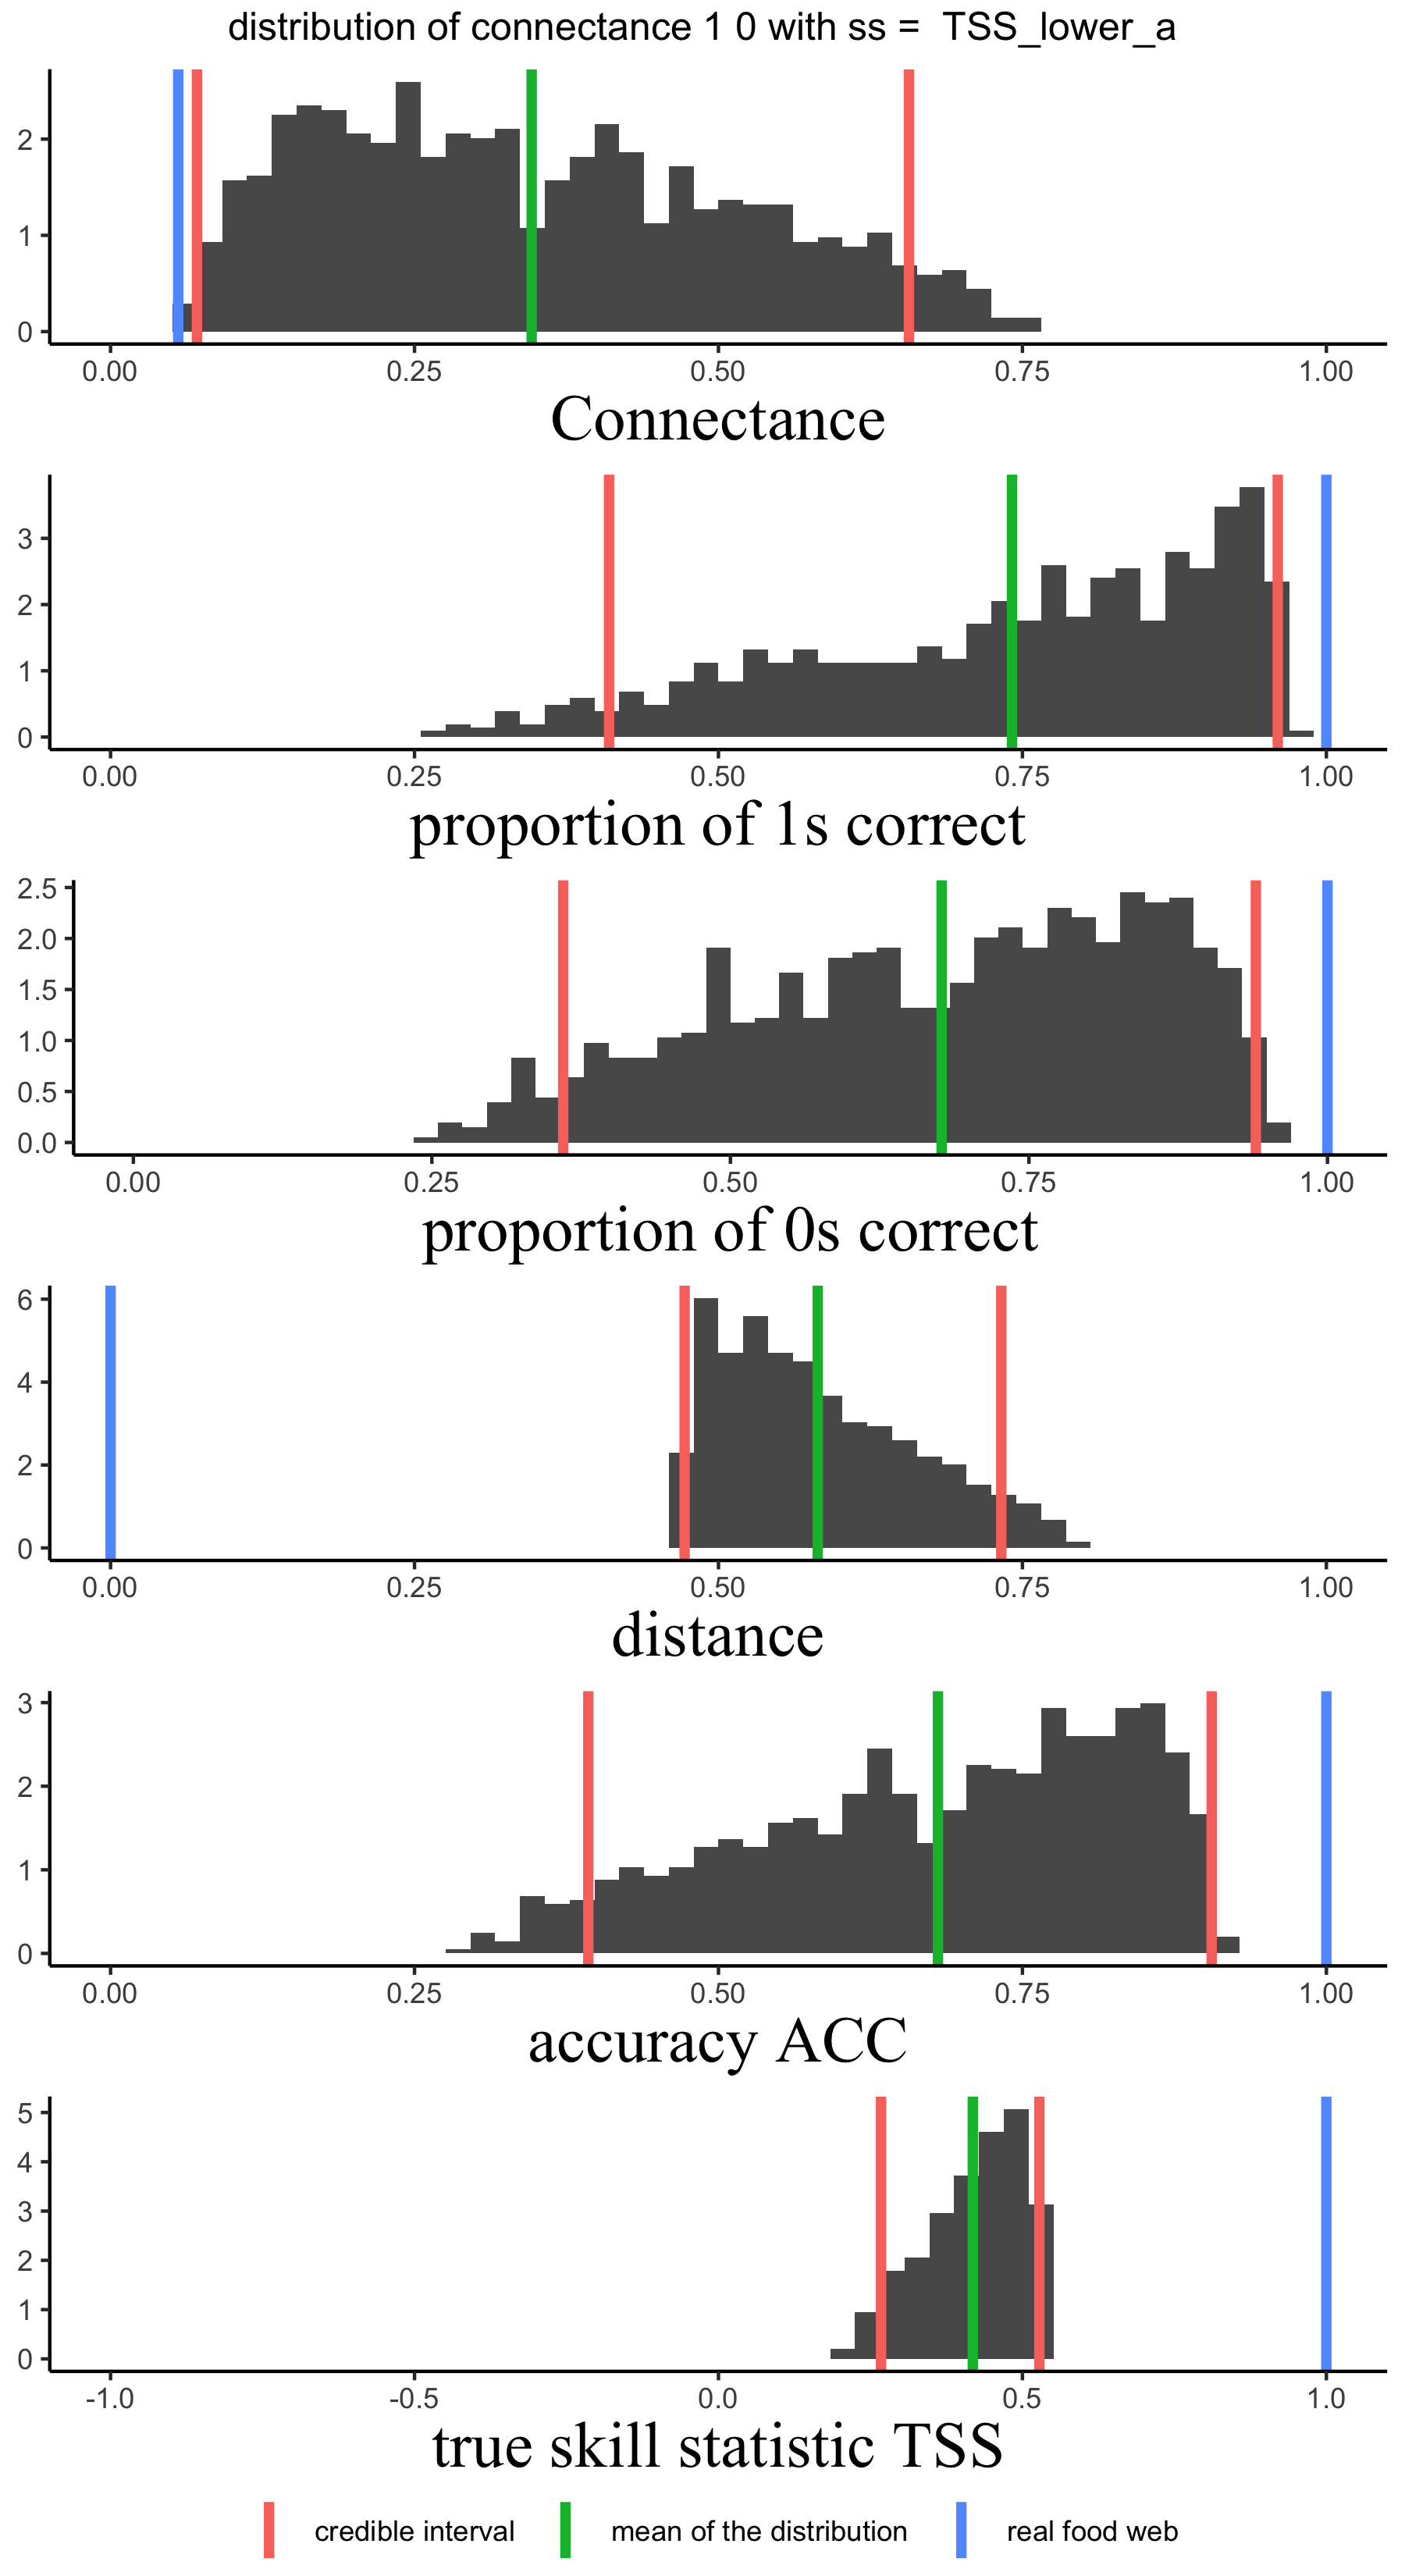 distribution of connectance 1 0 with ss =  TSS_lower_a
2
1
0
0.00 0.25 0.50 0.75 1.00
Connectance
3
2
1
0
0.00 0.25 0.50 0.75 1.00
proportion of 1s correct
2.5
2.0
1.5
1.0
0.5
0.0
0.00 0.25 0.50 0.75 1.00
proportion of 0s correct
6
4
2
0
0.00 0.25 0.50 0.75 1.00
distance
3
2
1
0
0.00 0.25 0.50 0.75 1.00
accuracy ACC
5
4
3
2
1
0
-1.0 -0.5 0.0 0.5 1.0
true skill statistic TSS
credible interval mean of the distribution real food web